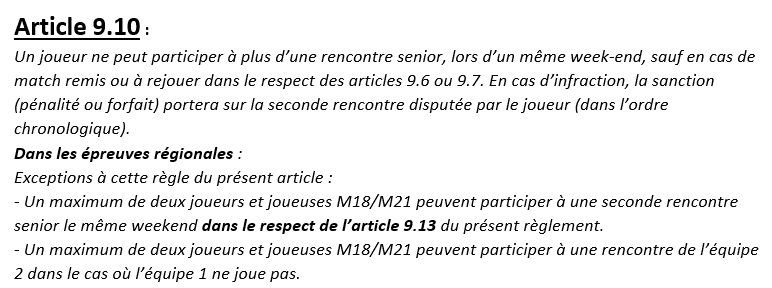 Article 9.10 :
Un joueur ne peut participer à plus d’une rencontre senior, lors d’un même week-end, sauf en cas de
match remis ou à rejouer dans le respect des articles 9.6 ou 9.7. En cas d’infraction, la sanction
(pénalité ou forfait) portera sur la seconde rencontre disputée par le joueur (dans l’ordre
chronologique).
Dans les épreuves régionales :
Exceptions à cette règle du présent article :
- Un maximum de deux joueurs et joueuses M18/M21 peuvent participer à une seconde rencontre
senior le même weekend dans le respect de l’article 9.13 du présent règlement.
- Un maximum de deux joueurs et joueuses M18/M21 peuvent participer à une rencontre de l’équipe
2 dans le cas où l’équipe 1 ne joue pas.